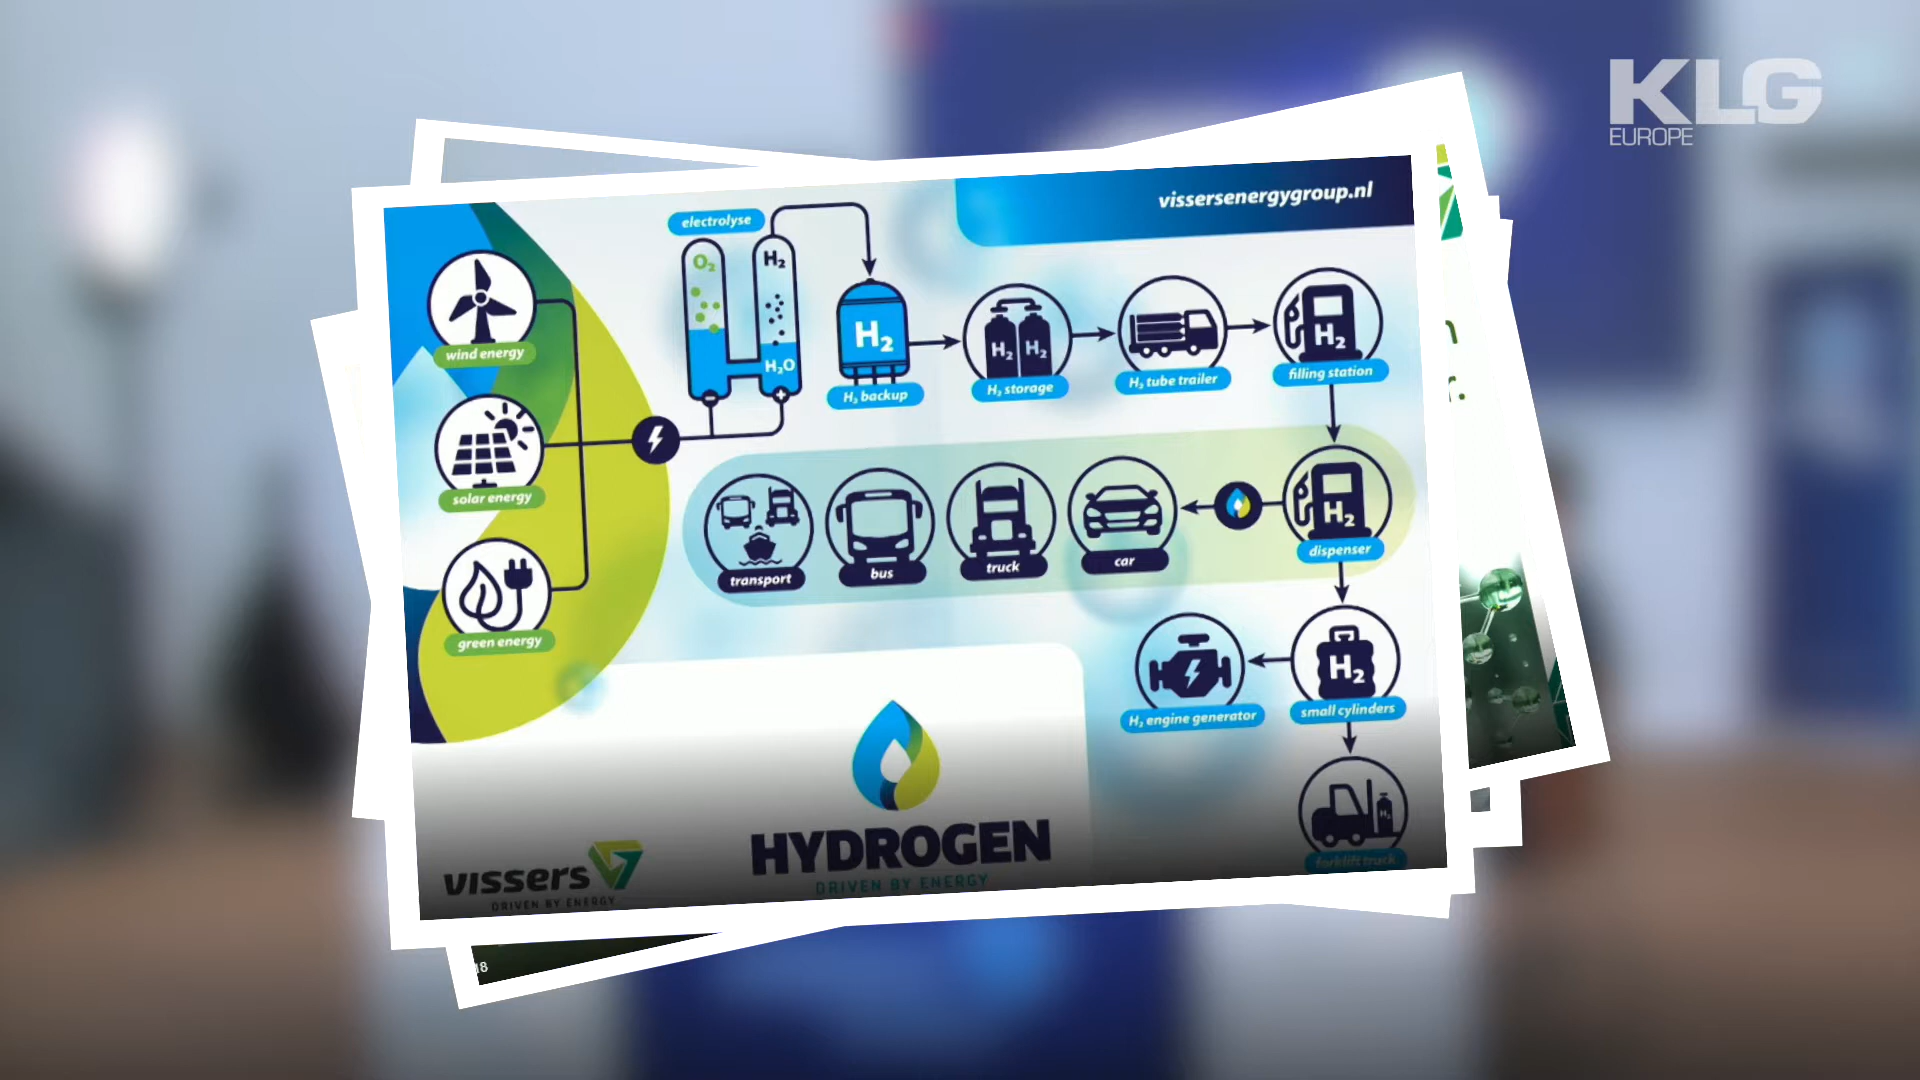 KLG
EUROPE
vissersenergygroup.nl
electrolyse
O₂
H₂
H₂O
wind energy
solar energy
green energy
H₂
H₂ backup
H₂ H₂
H₂ storage
H₂ tube trailer
H₂
filling station
transport
bus
truck
car
H₂
dispenser
H₂ engine generator
H₂
small cylinders
forklift truck
HYDROGEN
DRIVEN BY ENERGY
vissers
DRIVEN BY ENERGY
18